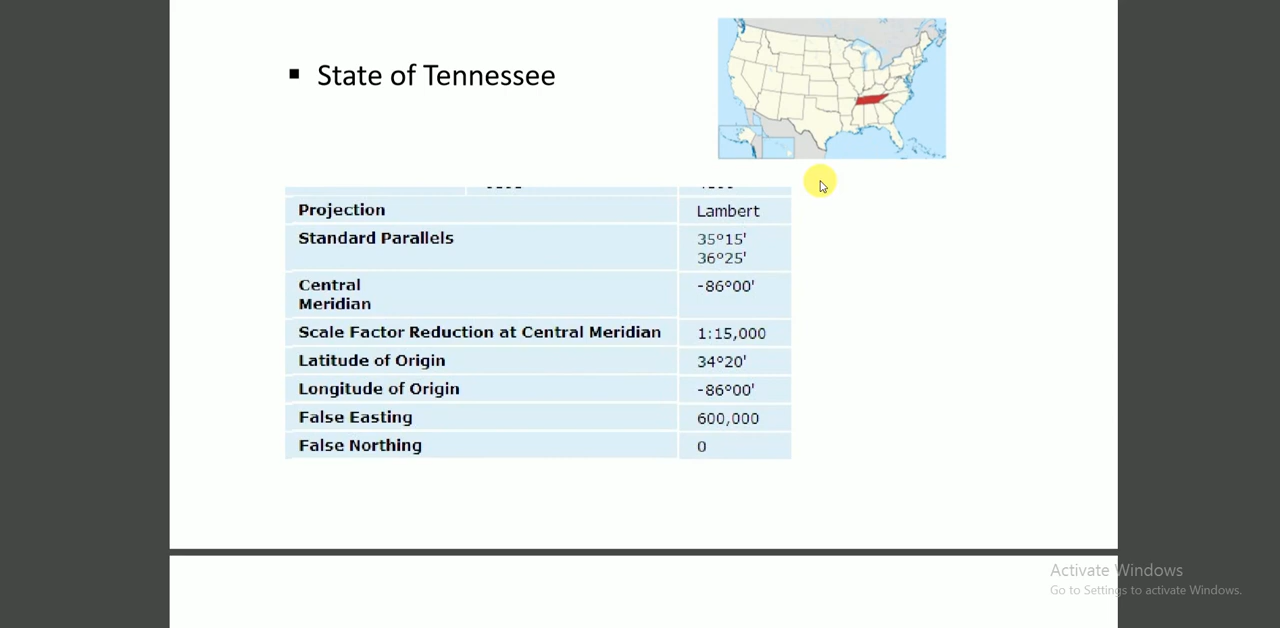 ▪ State of Tennessee
Projection Lambert
Standard Parallels 35°15'
36°25'
Central
Meridian -86°00'
Scale Factor Reduction at Central Meridian 1:15,000
Latitude of Origin 34°20'
Longitude of Origin -86°00'
False Easting 600,000
False Northing 0
Activate Windows
Go to Settings to activate Windows.